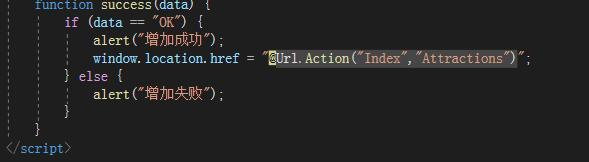 function success(data) {
if (data == "OK") {
alert("增加成功");
window.location.href = "@Url.Action("Index","Attractions")";
} else {
alert("增加失败");
}
}
</script>